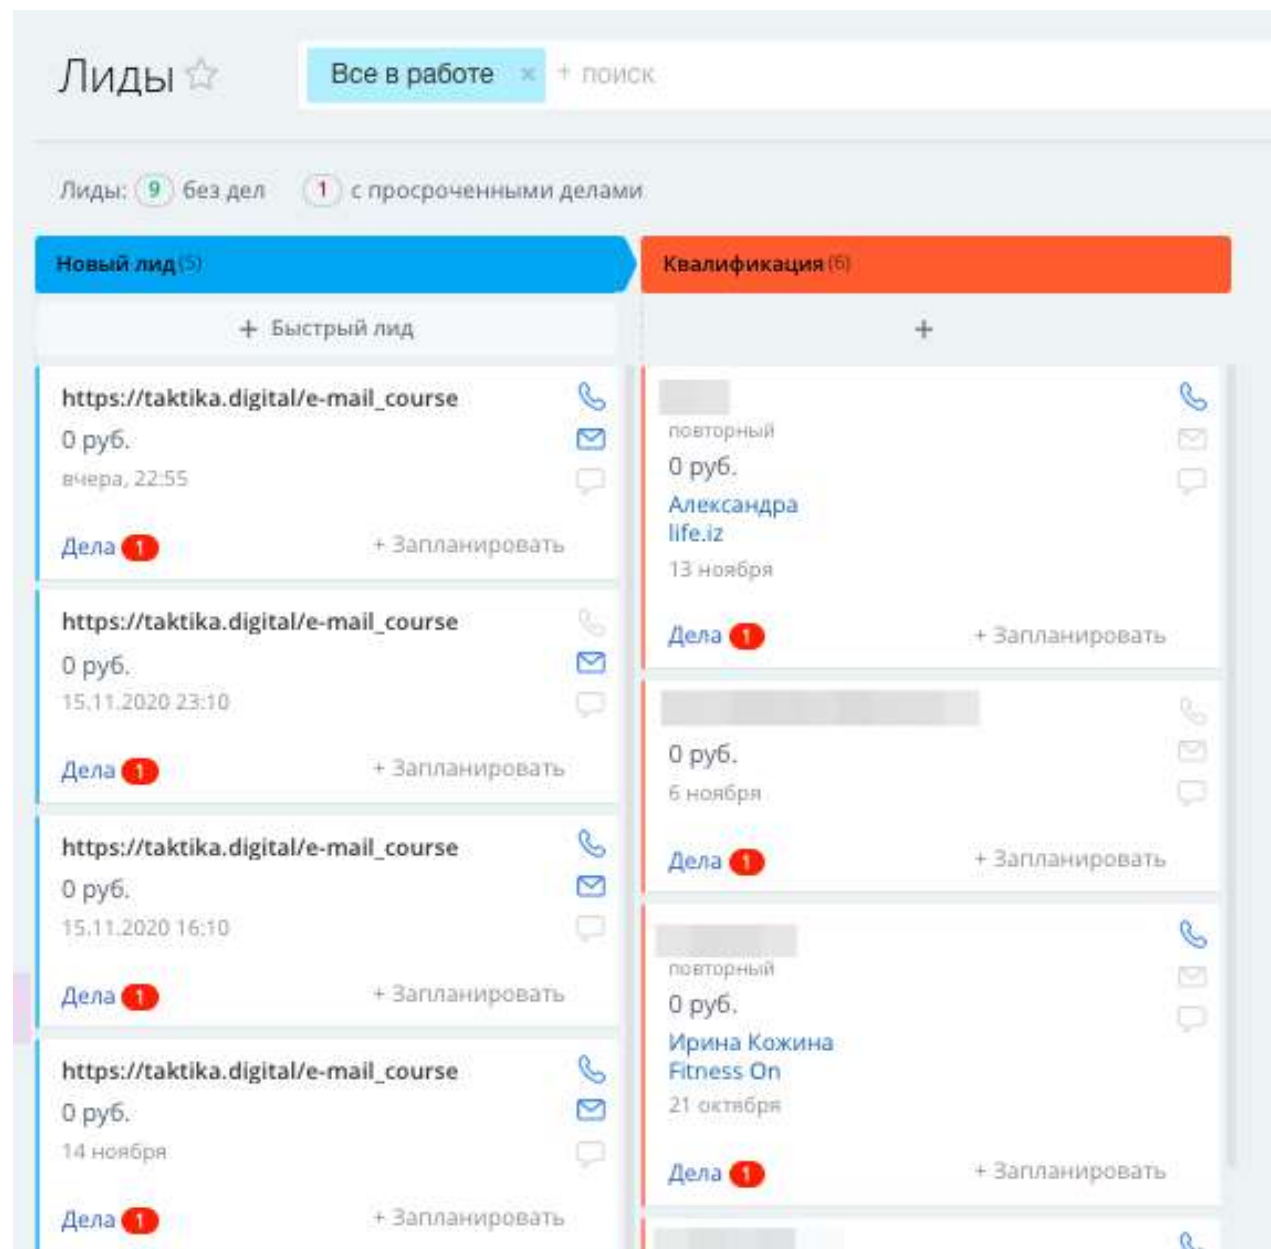 Лиды
Все в работе × + поиск
Лиды: 9 без дел 1 с просроченными делами
Новый лид (5)
+ Быстрый лид
https://taktika.digital/e-mail_course
0 руб.
вчера, 22:55
Дела 1 + Запланировать
https://taktika.digital/e-mail_course
0 руб.
15.11.2020 23:10
Дела 1 + Запланировать
https://taktika.digital/e-mail_course
0 руб.
15.11.2020 16:10
Дела 1 + Запланировать
https://taktika.digital/e-mail_course
0 руб.
14 ноября
Дела 1 + Запланировать
Квалификация (6)
+
повторный
0 руб.
Александра
life.iz
13 ноября
Дела 1 + Запланировать
0 руб.
6 ноября
Дела 1 + Запланировать
повторный
0 руб.
Ирина Кожина
Fitness On
21 октября
Дела 1 + Запланировать